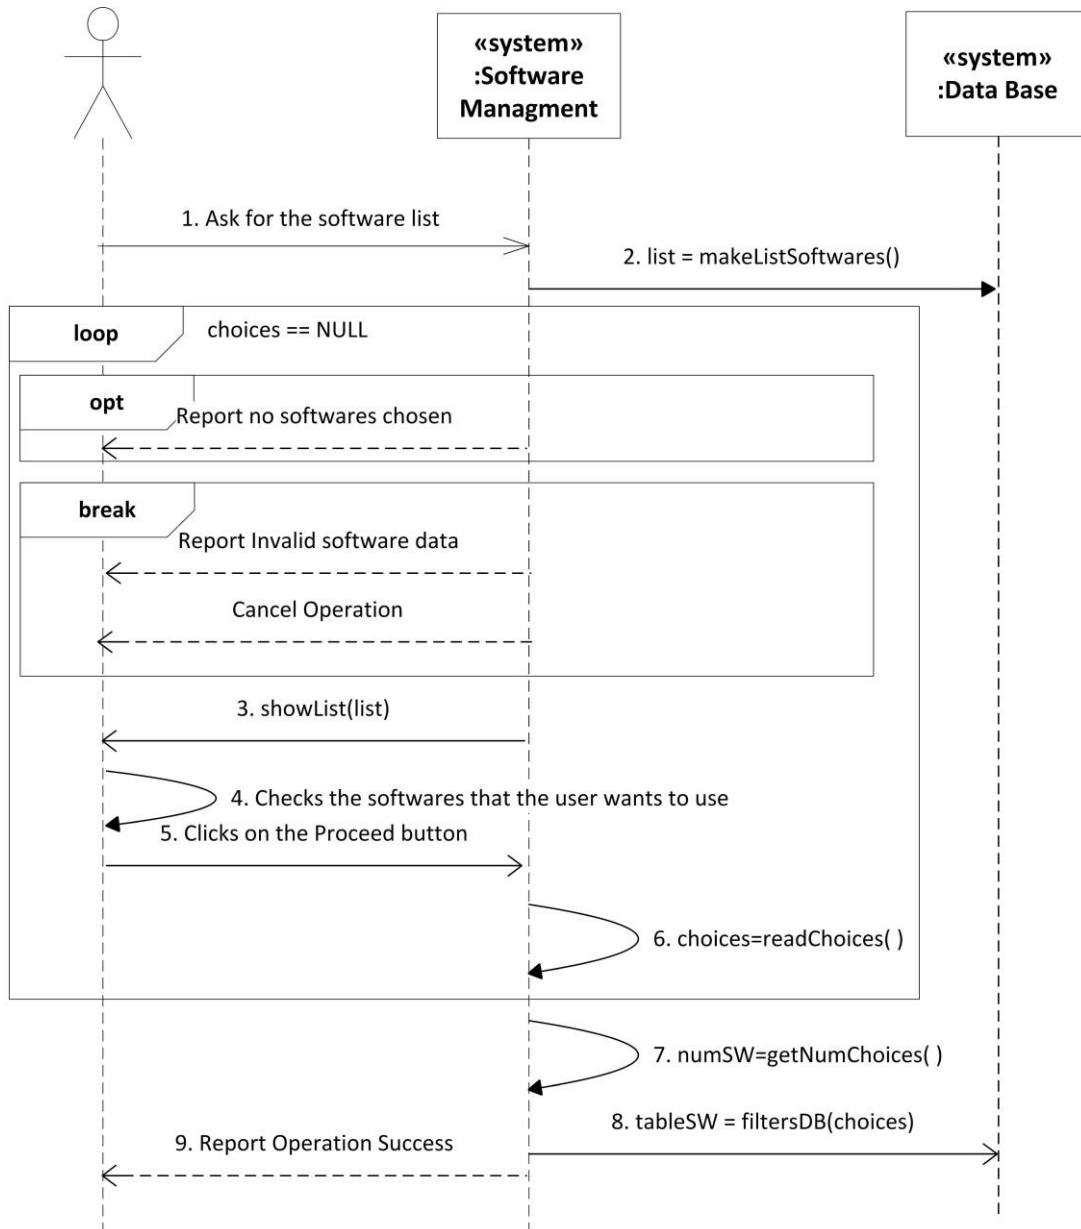 «system»
:Software
Managment
«system»
:Data Base
1. Ask for the software list
2. list = makeListSoftwares()
loop
choices == NULL
opt
Report no softwares chosen
break
Report Invalid software data
Cancel Operation
3. showList(list)
4. Checks the softwares that the user wants to use
5. Clicks on the Proceed button
6. choices=readChoices( )
7. numSW=getNumChoices( )
8. tableSW = filtersDB(choices)
9. Report Operation Success